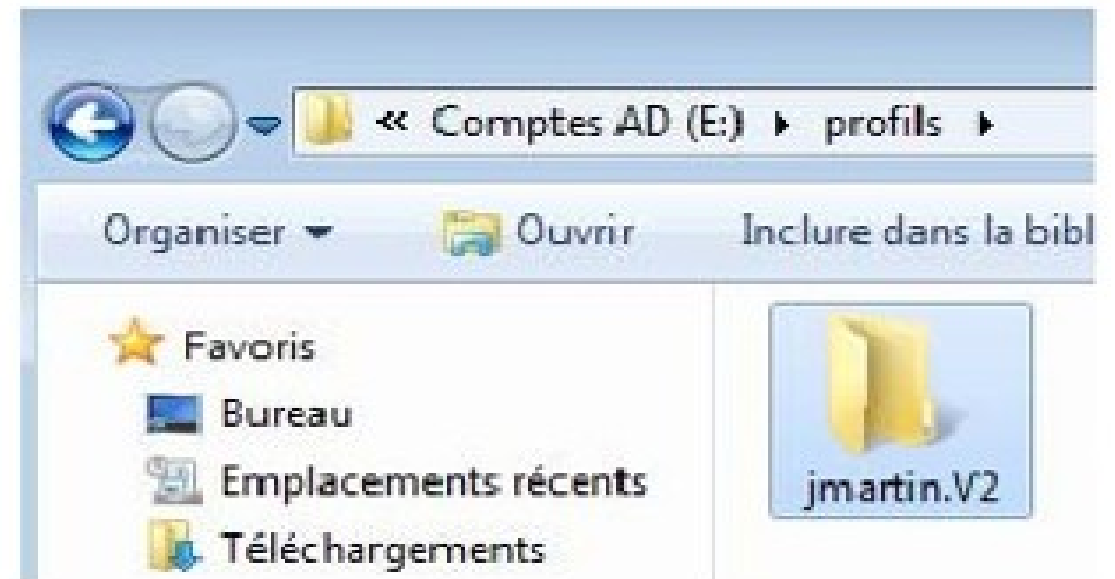 « Comptes AD (E:) ▸ profils ▸
Organiser Ouvrir Inclure dans la bibl
Favoris
Bureau
Emplacements récents
Téléchargements
jmartin.V2